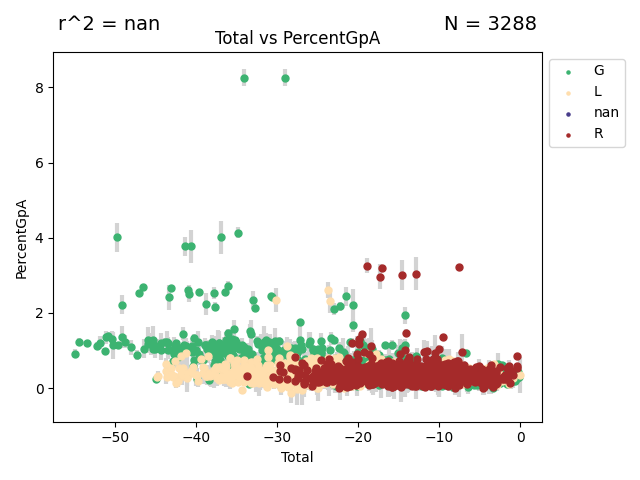 r^2 = nan
N = 3288
Total vs PercentGpA
G
L
nan
R
8
6
4
2
0
PercentGpA
−50
−40
−30
−20
−10
0
Total